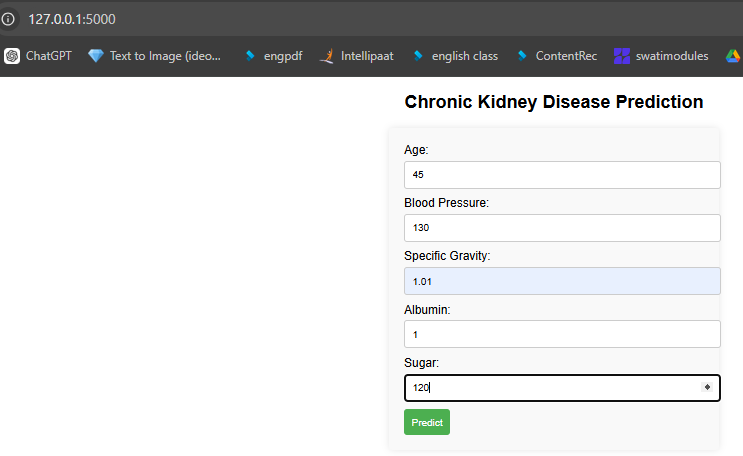 127.0.0.1:5000
ChatGPT Text to Image (ideo... engpdf Intellipaat english class ContentRec swatimodules
Chronic Kidney Disease Prediction
Age:
45
Blood Pressure:
130
Specific Gravity:
1.01
Albumin:
1
Sugar:
120
Predict